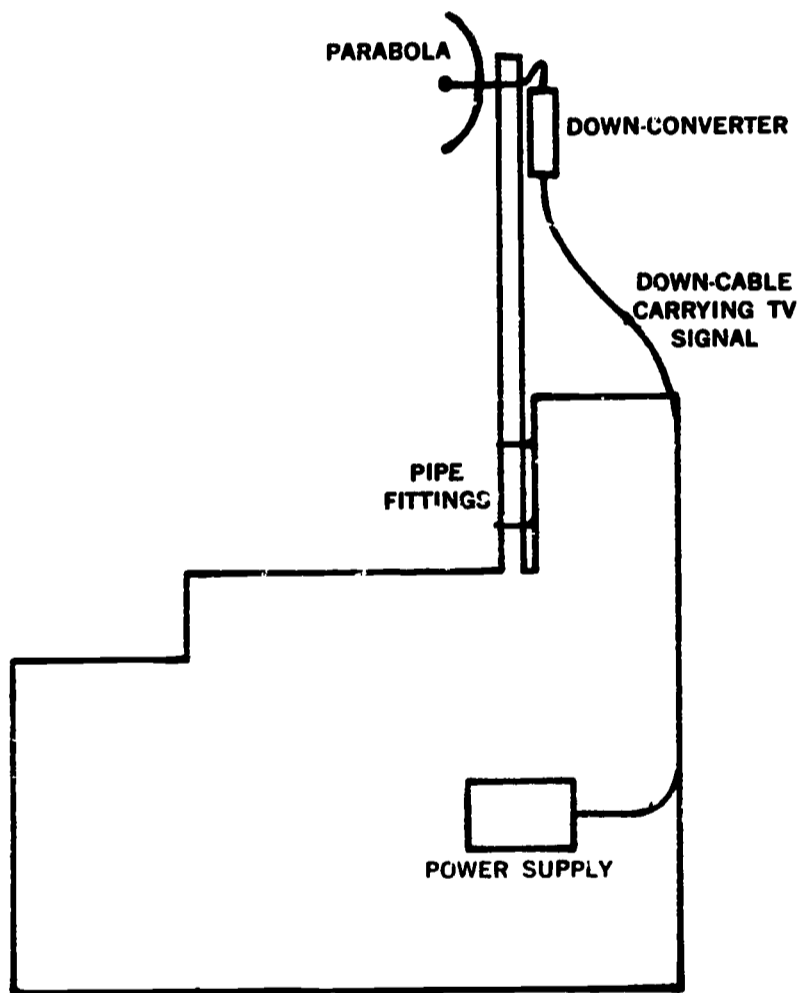 PARABOLA
DOWN-CONVERTER
DOWN-CABLE
CARRYING TV
SIGNAL
PIPE
FITTINGS
POWER SUPPLY